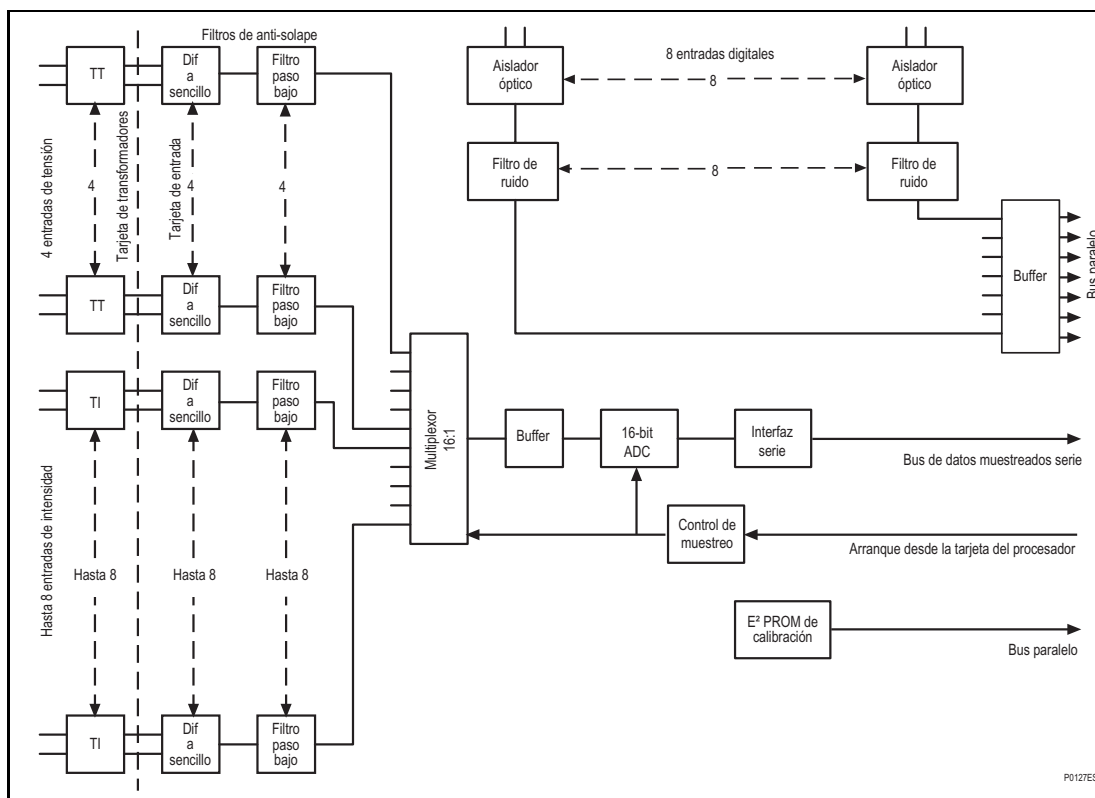 Filtros de anti-solape
TT
Dif
a
sencillo
Filtro
paso
bajo
4 entradas de tensión
4
Tarjeta de transformadores
Tarjeta de entrada
4
4
TT
Dif
a
sencillo
Filtro
paso
bajo
TI
Dif
a
sencillo
Filtro
paso
bajo
Hasta 8 entradas de intensidad
Hasta 8
Hasta 8
Hasta 8
TI
Dif
a
sencillo
Filtro
paso
bajo
Aislador
óptico
8 entradas digitales
8
Aislador
óptico
Filtro de
ruido
8
Filtro de
ruido
Buffer
Bus paralelo
Multiplexor
16:1
Buffer
16-bit
ADC
Interfaz
serie
Bus de datos muestreados serie
Control de
muestreo
Arranque desde la tarjeta del procesador
E² PROM de
calibración
Bus paralelo
P0127ES